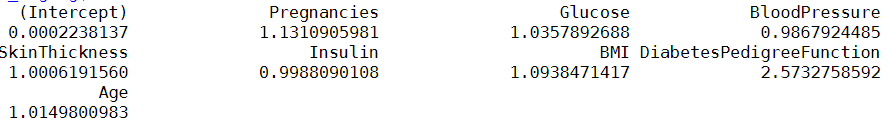 (Intercept) Pregnancies Glucose BloodPressure
0.0002238137 1.1310905981 1.0357892688 0.9867924485
SkinThickness Insulin BMI DiabetesPedigreeFunction
1.0006191560 0.9988090108 1.0938471417 2.5732758592
Age
1.0149800983